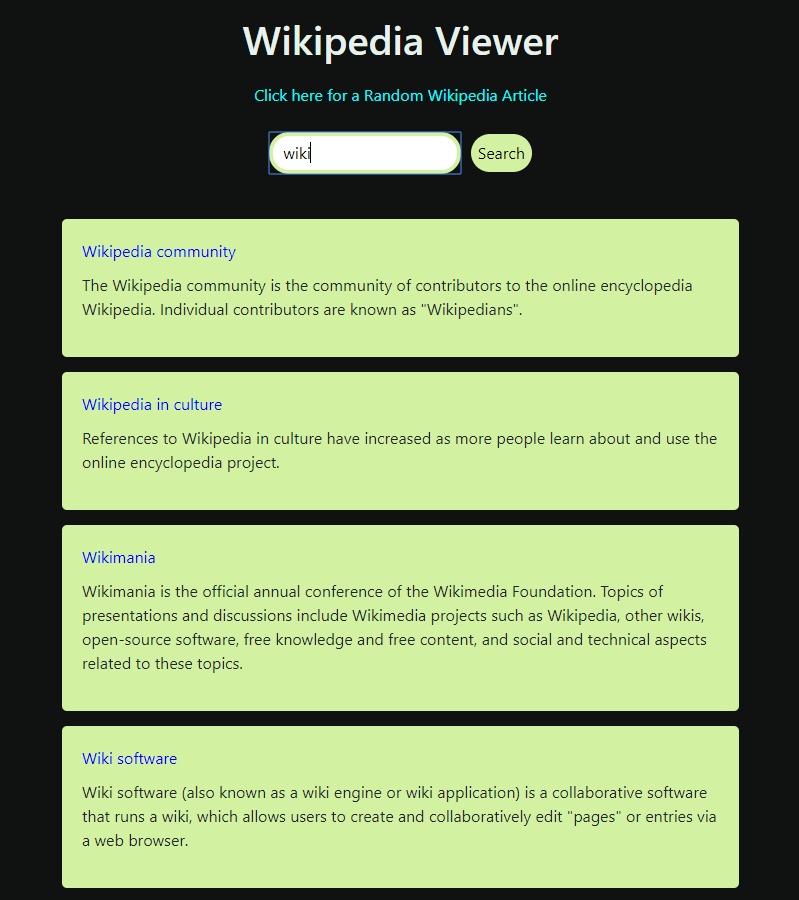 Wikipedia Viewer
Click here for a Random Wikipedia Article
wiki
Search
Wikipedia community
The Wikipedia community is the community of contributors to the online encyclopedia
Wikipedia. Individual contributors are known as "Wikipedians".
Wikipedia in culture
References to Wikipedia in culture have increased as more people learn about and use the
online encyclopedia project.
Wikimania
Wikimania is the official annual conference of the Wikimedia Foundation. Topics of
presentations and discussions include Wikimedia projects such as Wikipedia, other wikis,
open-source software, free knowledge and free content, and social and technical aspects
related to these topics.
Wiki software
Wiki software (also known as a wiki engine or wiki application) is a collaborative software
that runs a wiki, which allows users to create and collaboratively edit "pages" or entries via
a web browser.